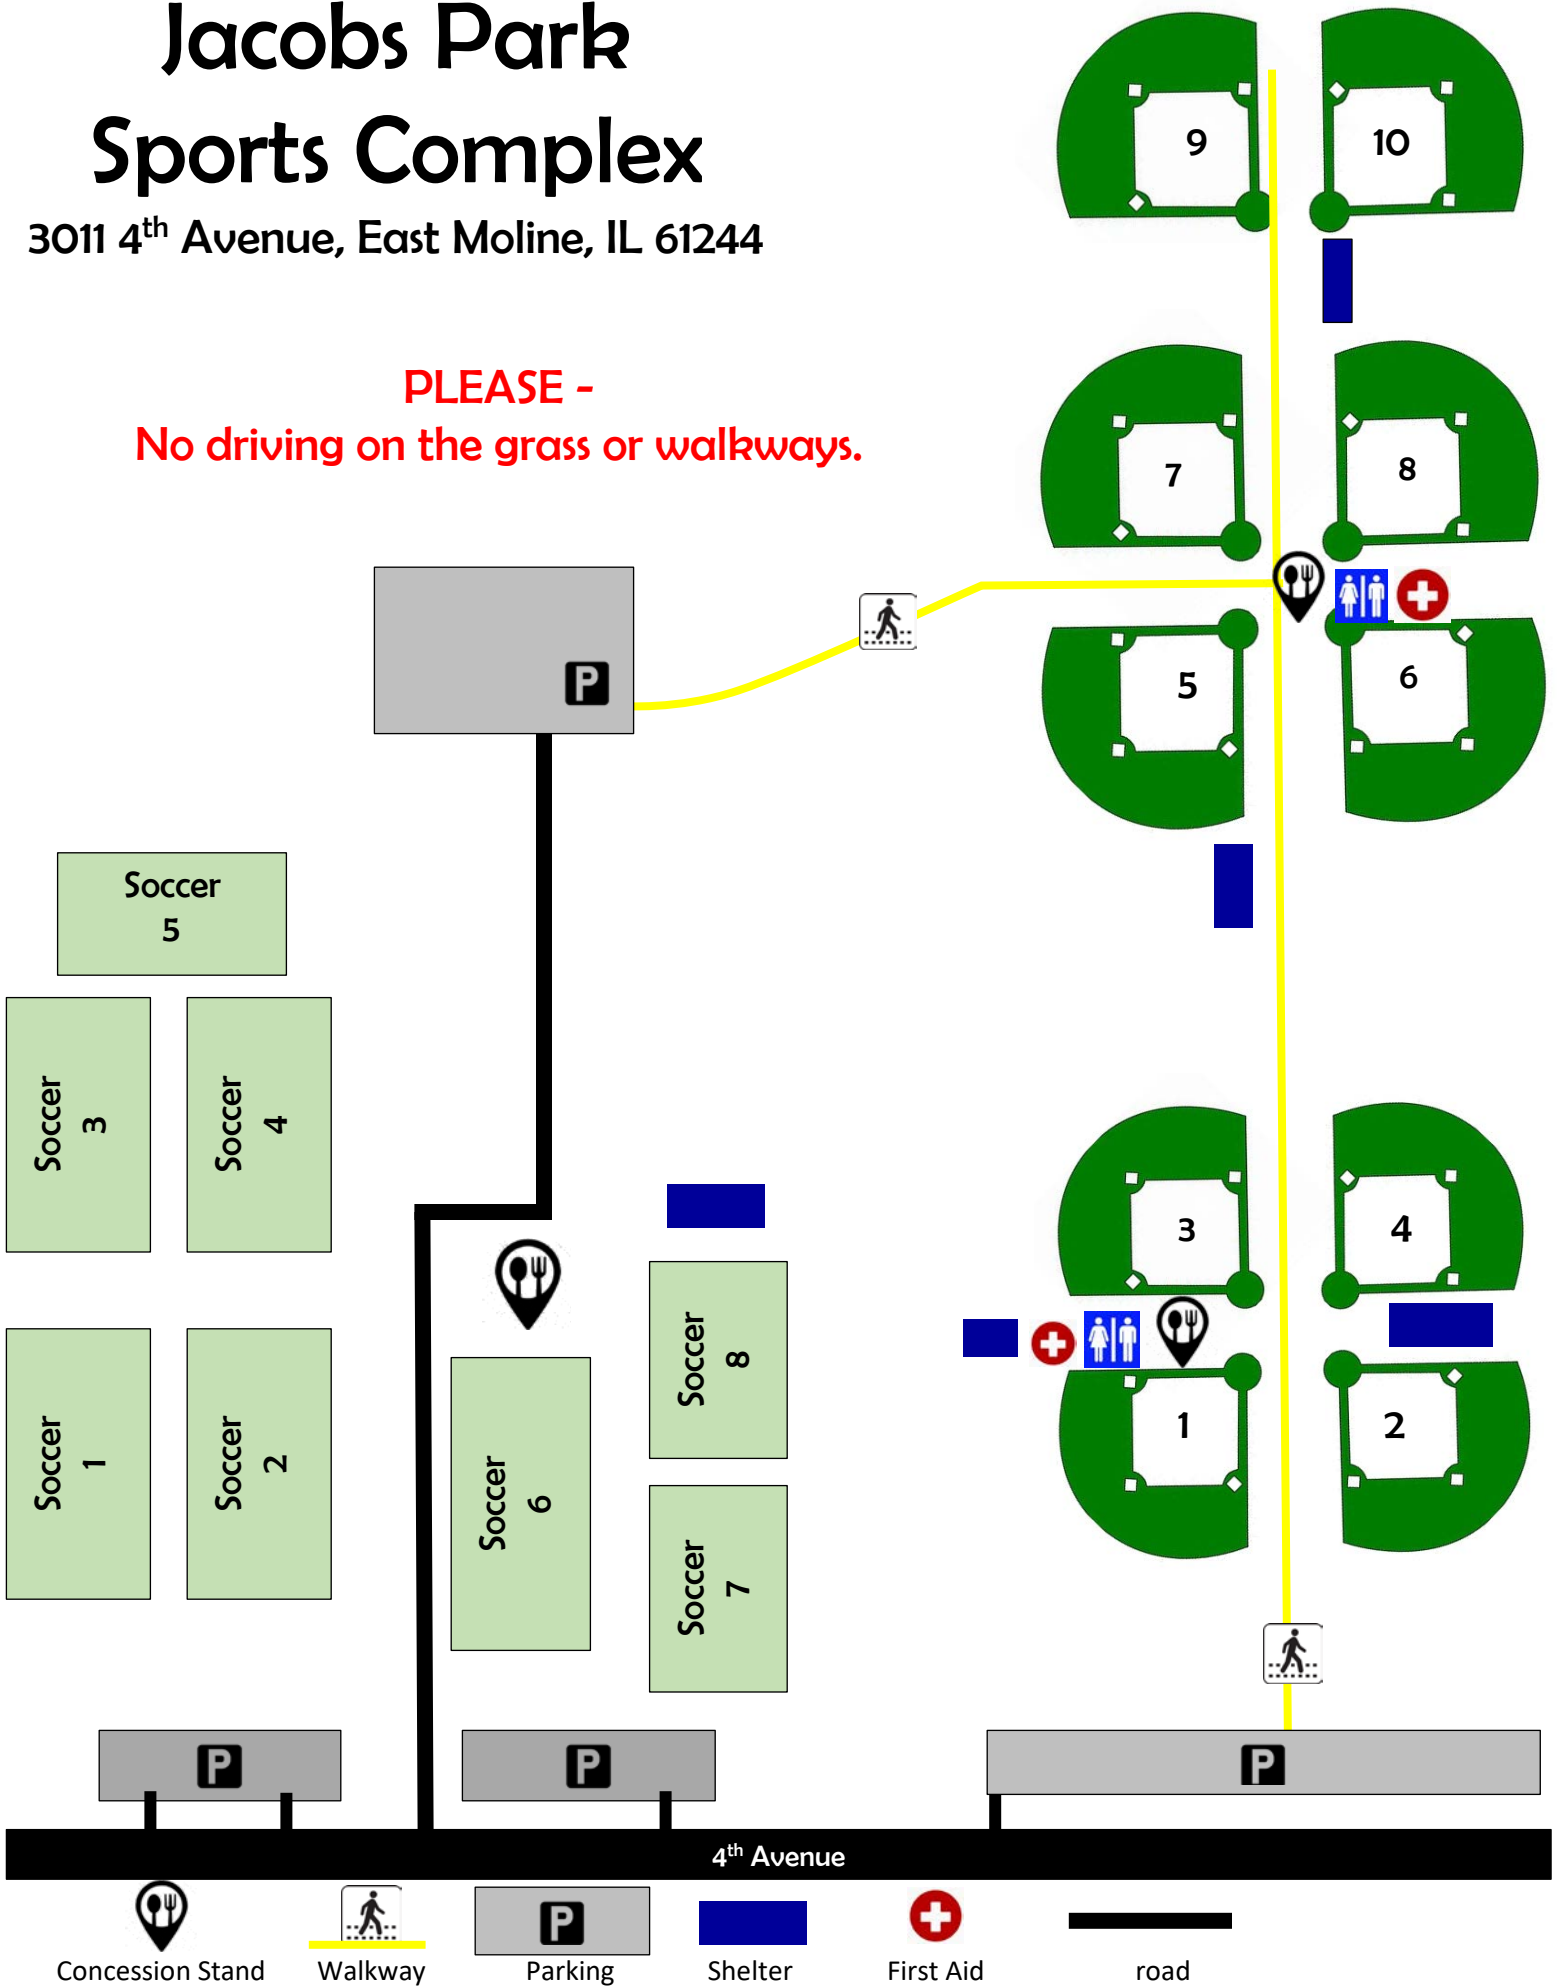 Jacobs Park
Sports Complex
3011 4th Avenue, East Moline, IL 61244
PLEASE -
No driving on the grass or walkways.
9
10
7
8
P
5
6
Soccer
5
Soccer
3
Soccer
4
3
4
Soccer
1
Soccer
2
Soccer
6
Soccer
8
Soccer
7
1
2
P
P
P
4th Avenue
P
Concession Stand
Walkway
Parking
Shelter
First Aid
road